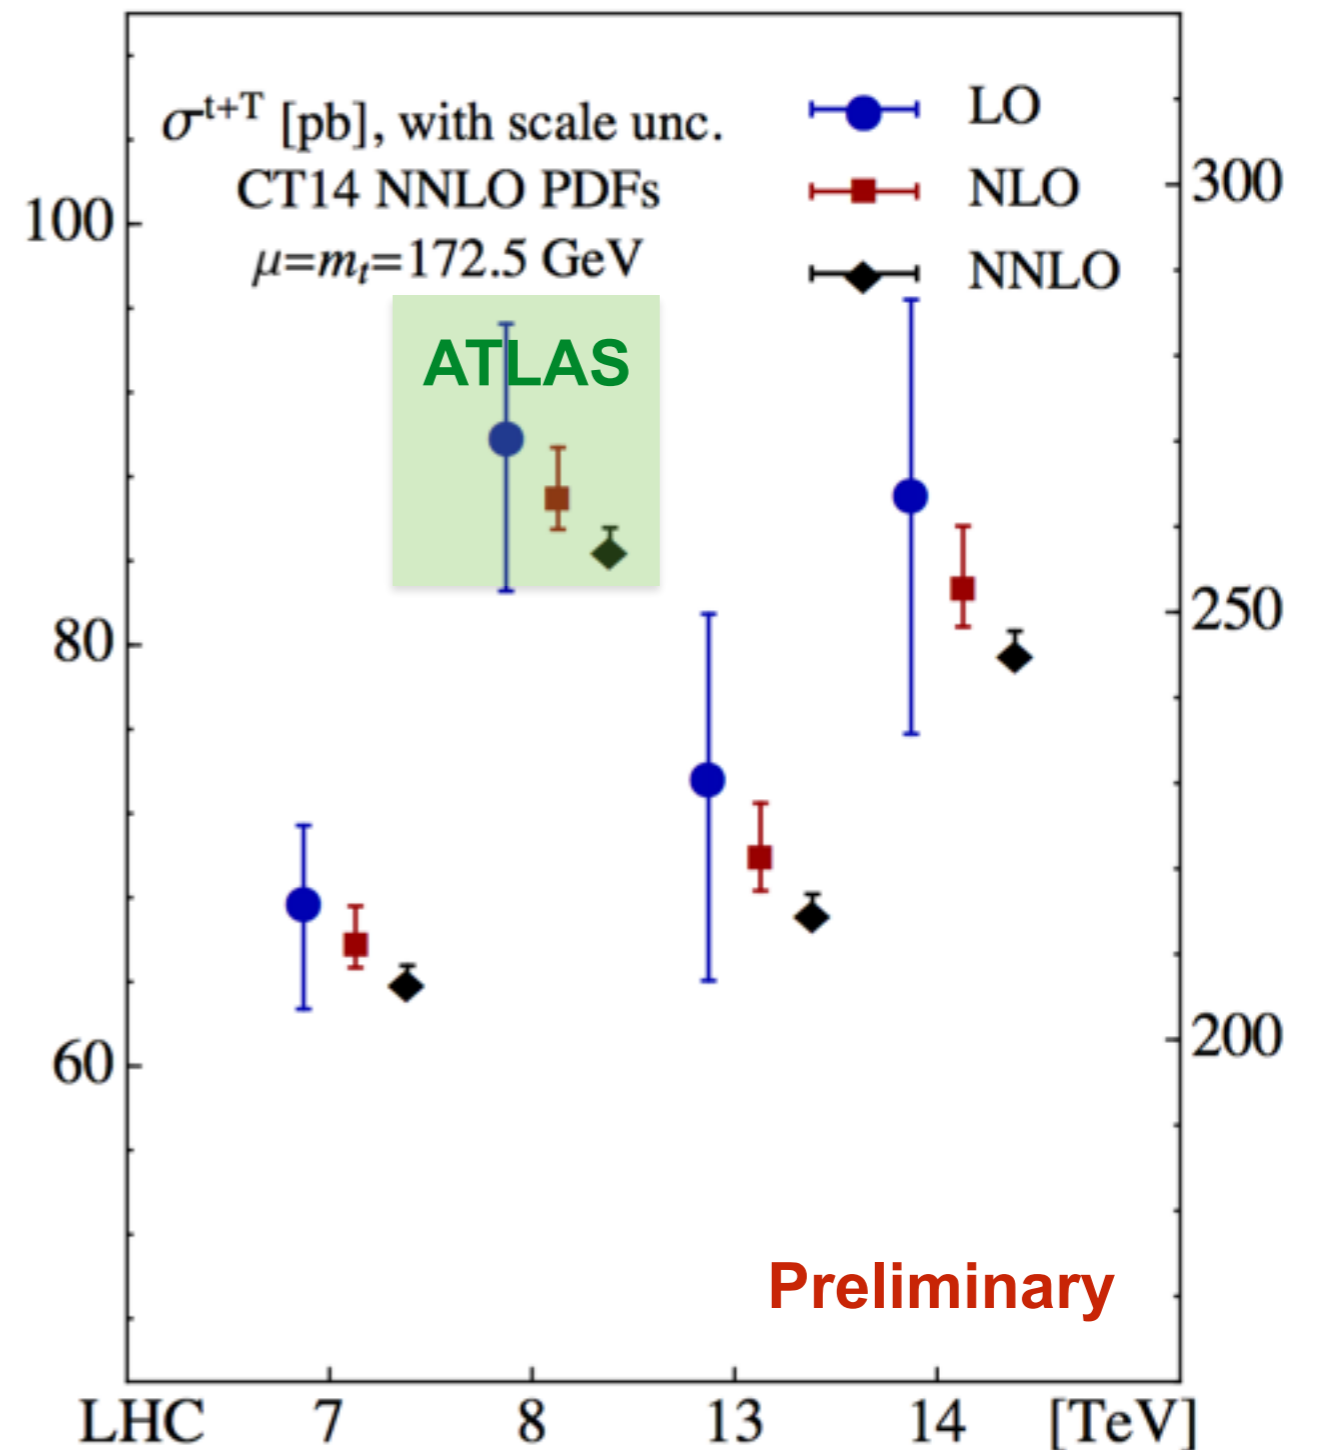 σ^{t+T} [pb], with scale unc.
CT14 NNLO PDFs
μ=m_t=172.5 GeV
LO
NLO
NNLO
ATLAS
100
80
60
300
250
200
Preliminary
LHC 7 8 13 14 [TeV]